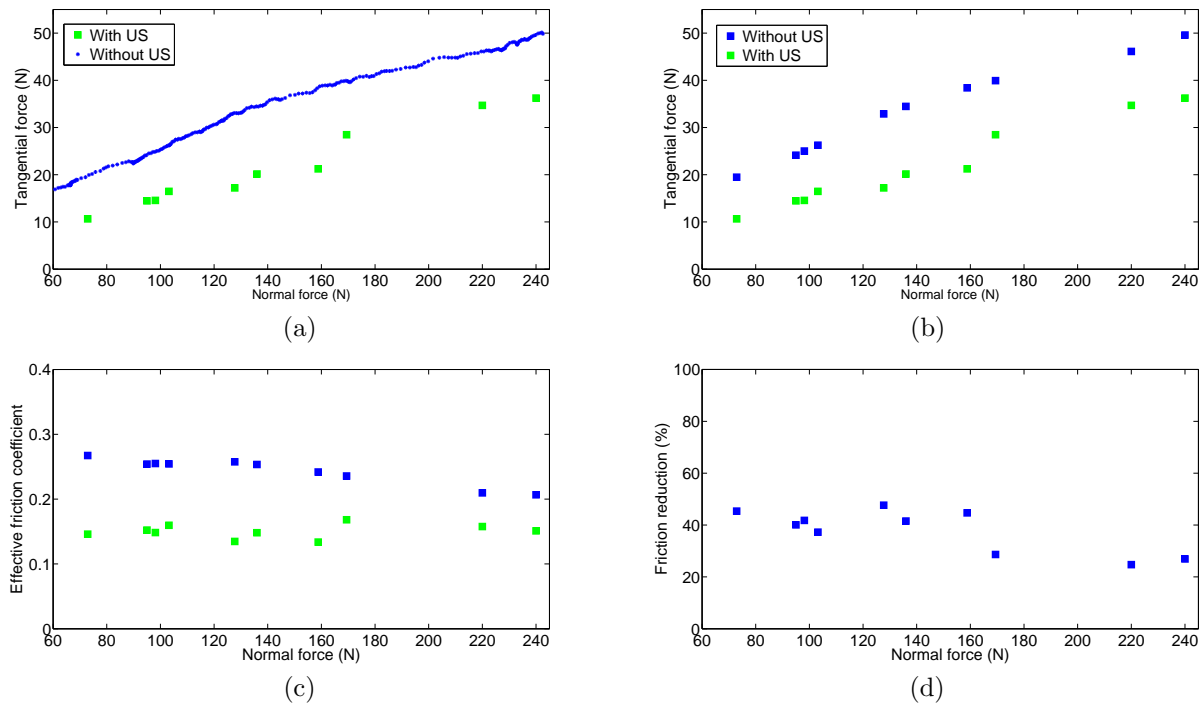 50
40
30
20
10
0
Tangential force (N)
With US
Without US
60 80 100 120 140 160 180 200 220 240
Normal force (N)
(a)
50
40
30
20
10
0
Tangential force (N)
Without US
With US
60 80 100 120 140 160 180 200 220 240
Normal force (N)
(b)
0.4
0.3
0.2
0.1
0
Effective friction coefficient
60 80 100 120 140 160 180 200 220 240
Normal force (N)
(c)
100
80
60
40
20
0
Friction reduction (%)
60 80 100 120 140 160 180 200 220 240
Normal force (N)
(d)